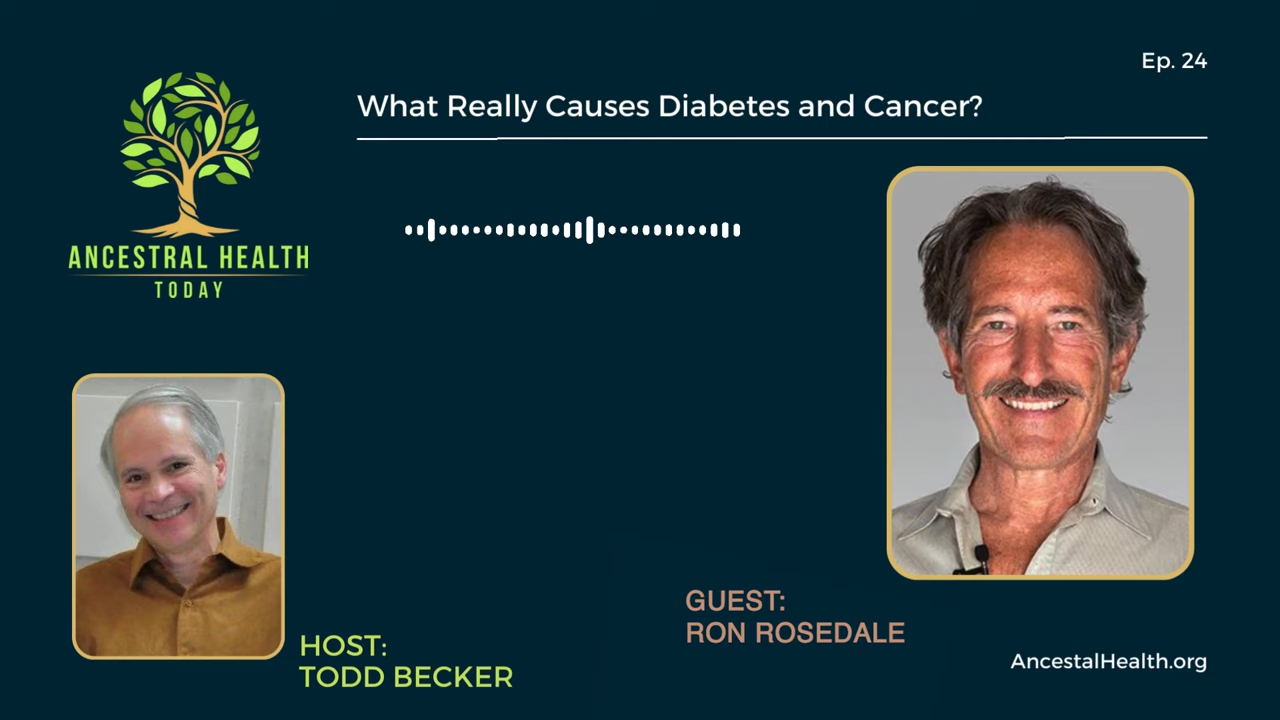 Ep. 24
What Really Causes Diabetes and Cancer?
ANCESTRAL HEALTH
TODAY
GUEST:
RON ROSEDALE
HOST:
TODD BECKER
AncestalHealth.org